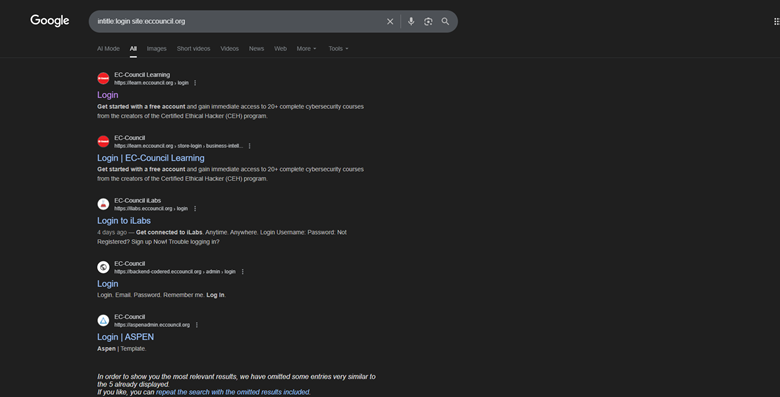 Google
intitle:login site:eccouncil.org
AI Mode All Images Short videos Videos News Web More Tools
EC-Council Learning
https://learn.eccouncil.org › login
Login
Get started with a free account and gain immediate access to 20+ complete cybersecurity courses
from the creators of the Certified Ethical Hacker (CEH) program.
EC-Council
https://learn.eccouncil.org › store-login › business-intell...
Login | EC-Council Learning
Get started with a free account and gain immediate access to 20+ complete cybersecurity courses
from the creators of the Certified Ethical Hacker (CEH) program.
EC-Council iLabs
https://ilabs.eccouncil.org › login
Login to iLabs
4 days ago — Get connected to iLabs. Anytime. Anywhere. Login Username: Password: Not
Registered? Sign up Now! Trouble logging in?
EC-Council
https://backend-codered.eccouncil.org › admin › login
Login
Login. Email. Password. Remember me. Log In.
EC-Council
https://aspenadmin.eccouncil.org
Login | ASPEN
Aspen | Template.
In order to show you the most relevant results, we have omitted some entries very similar to
the 5 already displayed.
If you like, you can repeat the search with the omitted results included.